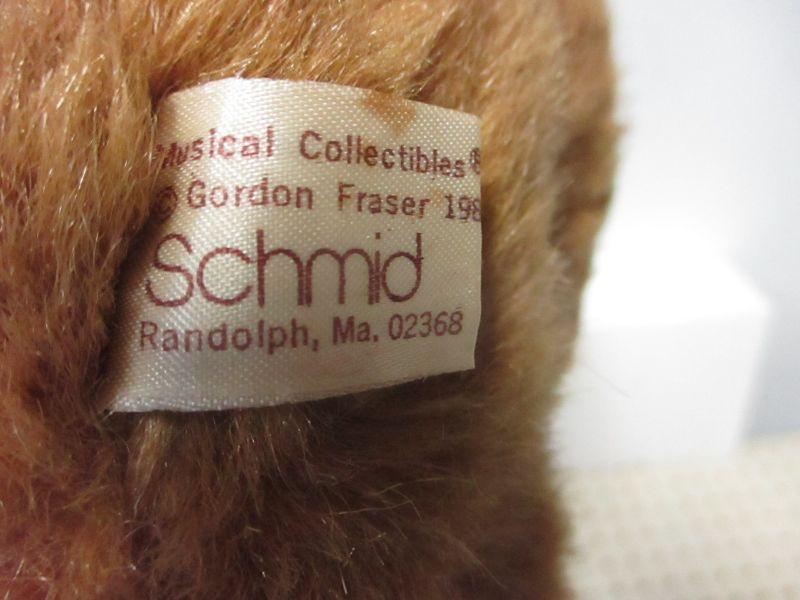 Musical Collectibles®
© Gordon Fraser 198
Schmid
Randolph, Ma. 02368